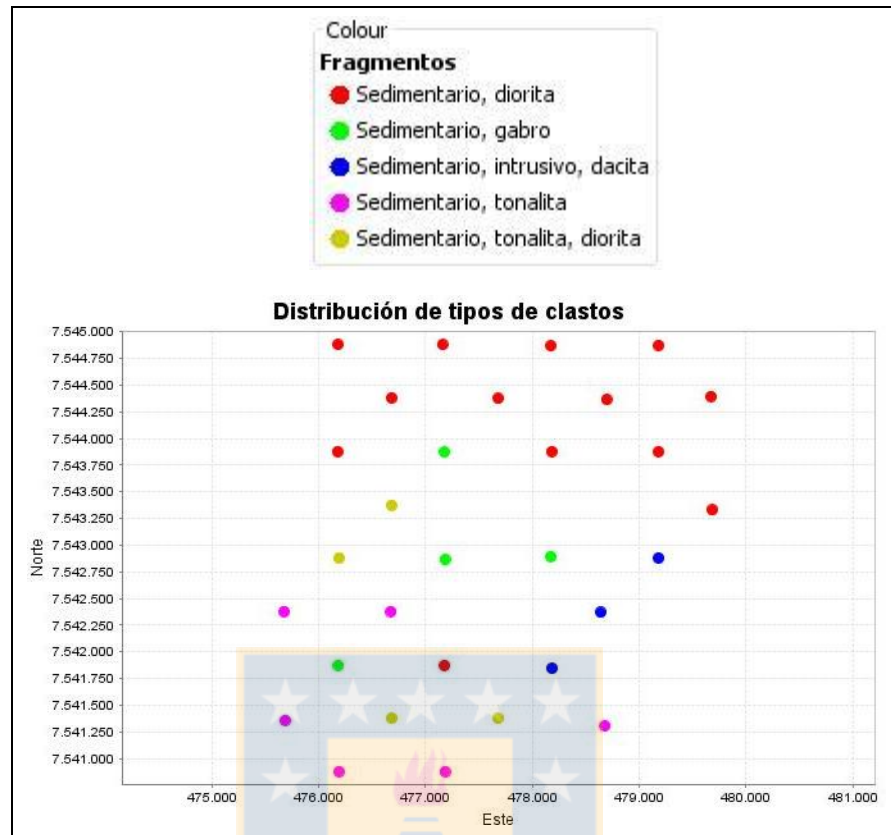 Colour
Fragmentos
Sedimentario, diorita
Sedimentario, gabro
Sedimentario, intrusivo, dacita
Sedimentario, tonalita
Sedimentario, tonalita, diorita
Distribución de tipos de clastos
7.545.000
7.544.750
7.544.500
7.544.250
7.544.000
7.543.750
7.543.500
7.543.250
7.543.000
7.542.750
7.542.500
7.542.250
7.542.000
7.541.750
7.541.500
7.541.250
7.541.000
Norte
475.000 476.000 477.000 478.000 479.000 480.000 481.000
Este